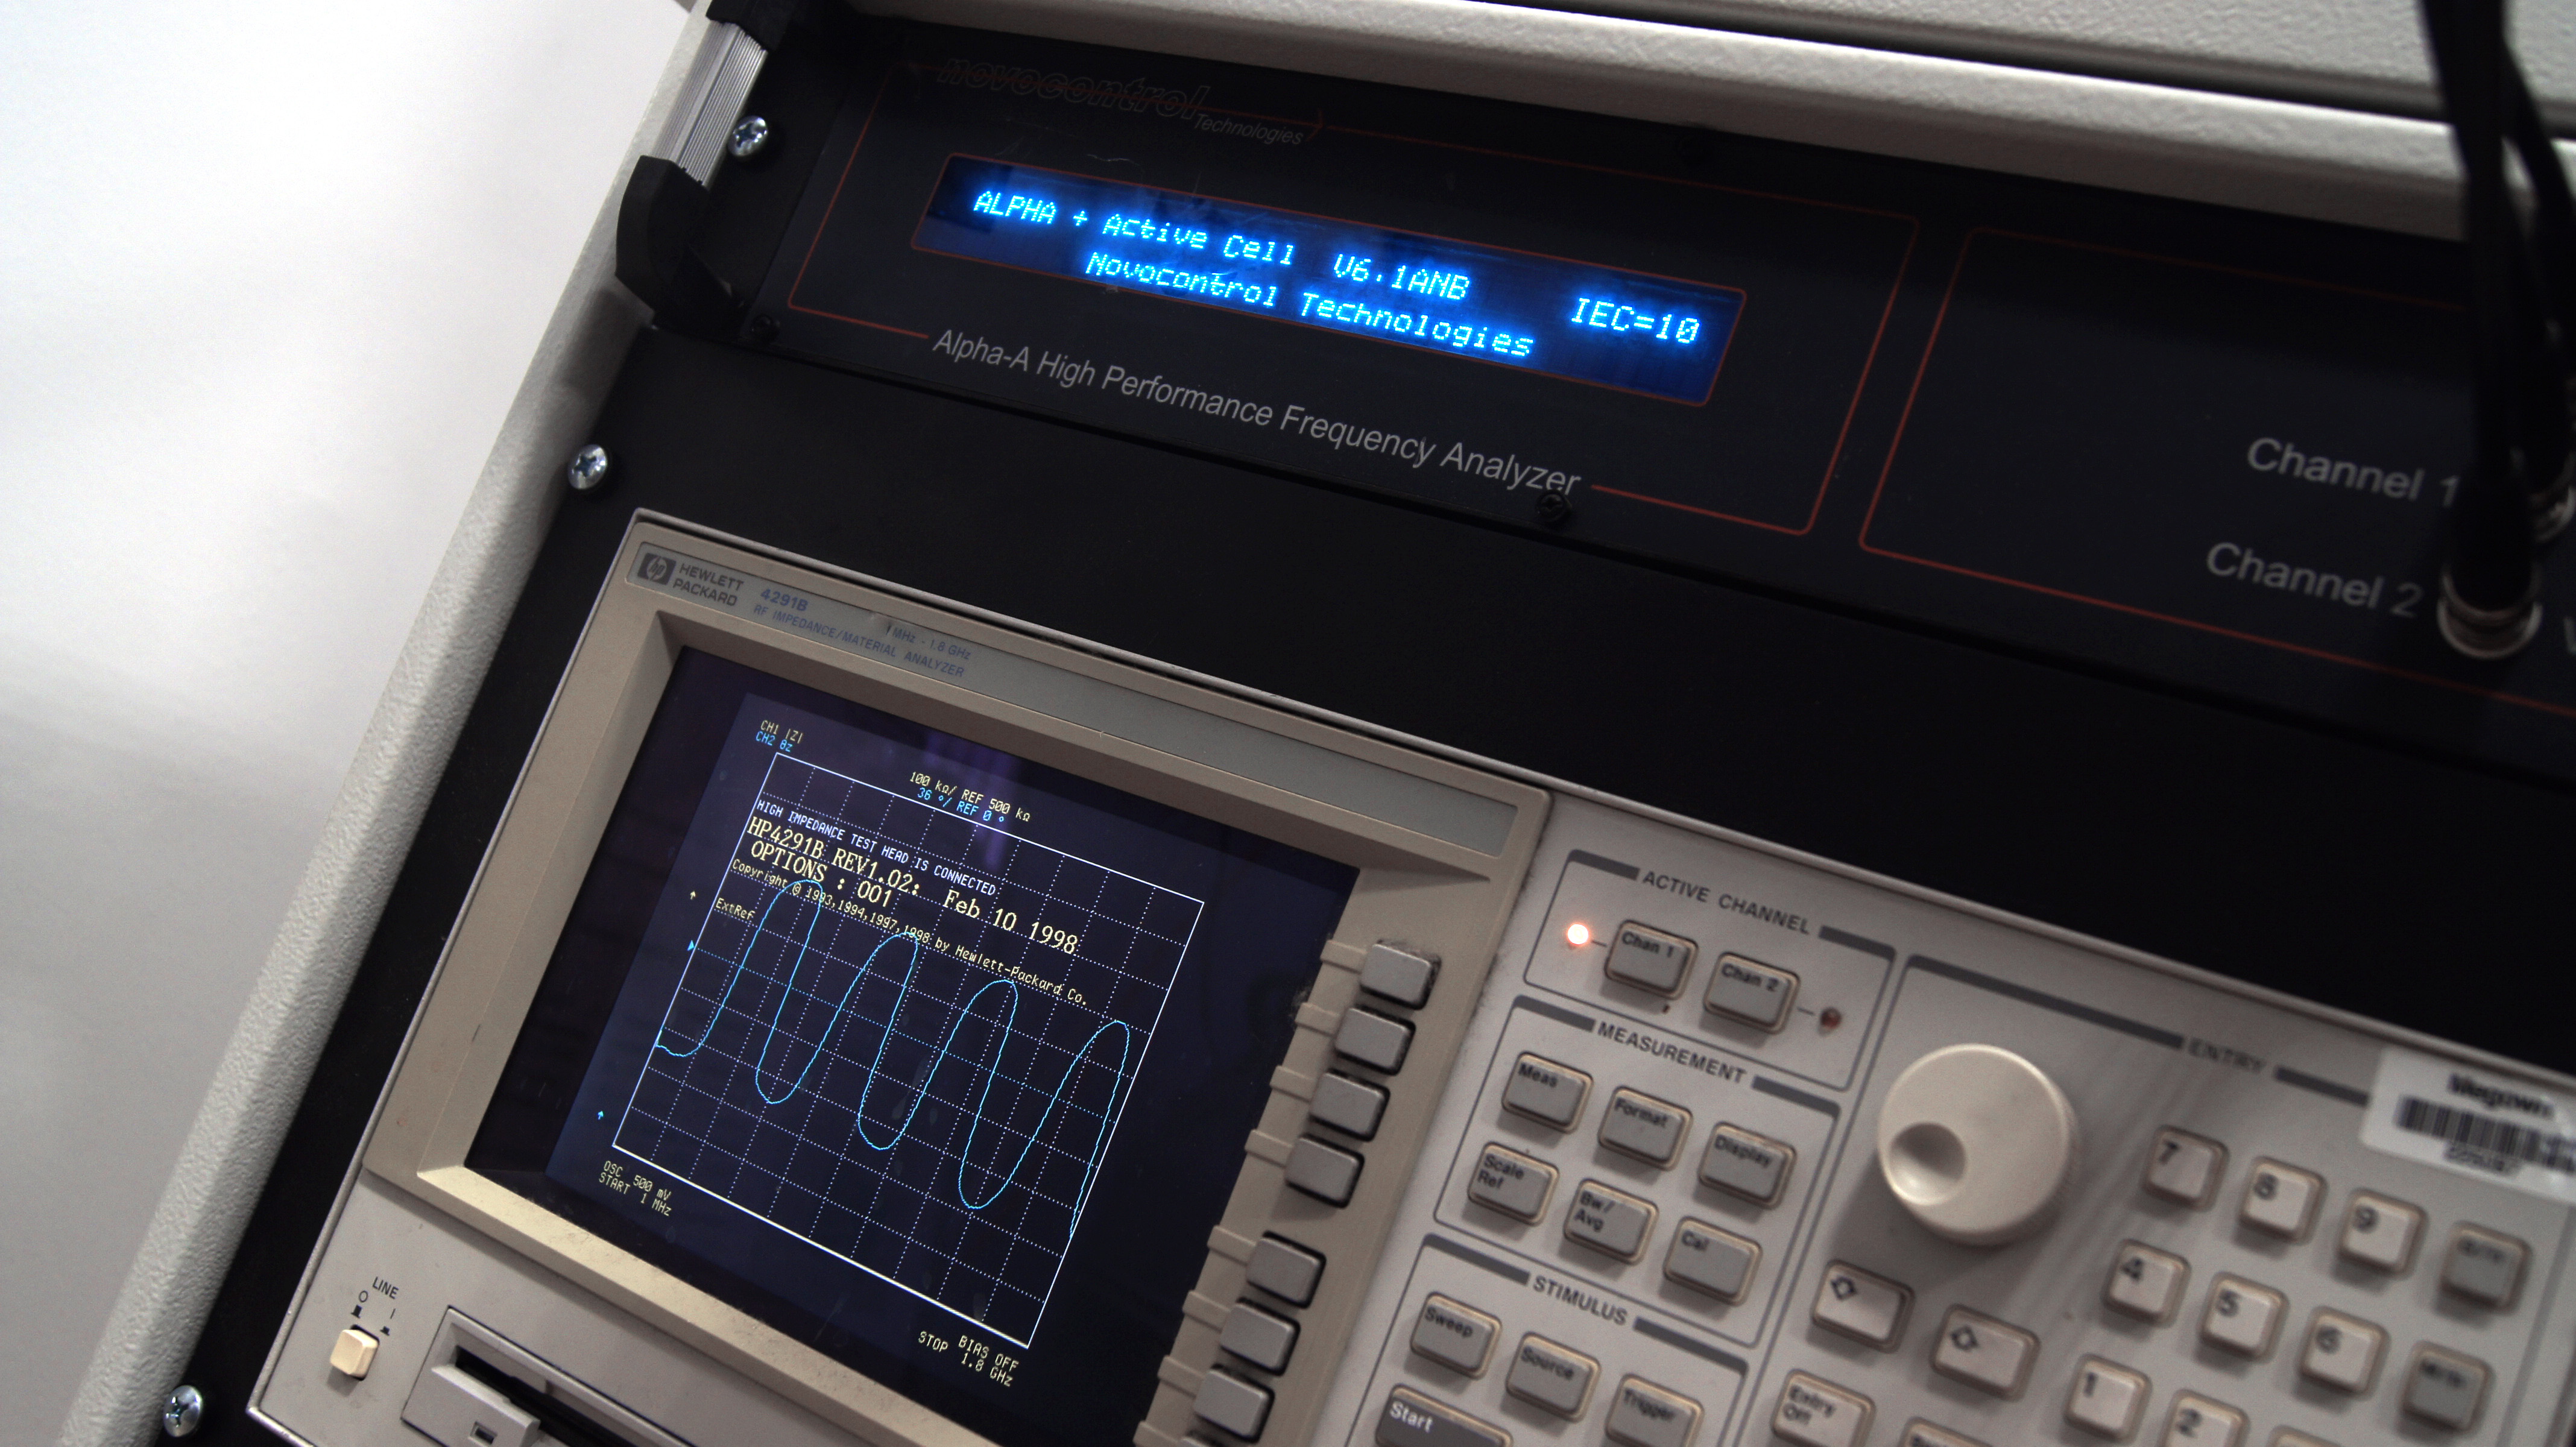 novocontrol
Technologies
ALPHA + Active Cell V6.1ANB IEC=10
Novocontrol Technologies
Alpha-A High Performance Frequency Analyzer
Channel 1
Channel 2
hp HEWLETT
PACKARD
4291B
RF IMPEDANCE/MATERIAL ANALYZER
MHz - 1.8 GHz
CH1 |Z|
CH2 θz
100 kΩ/ REF 500 kΩ
36 °/ REF 0 °
HIGH IMPEDANCE TEST HEAD IS CONNECTED
HP4291B REV1.02: Feb 10 1998
OPTIONS : 001
Copyright @ 1993,1994,1997,1998 by Hewlett-Packard Co.
ExtRef
OSC 500 mV
START 1 MHz
BIAS OFF
STOP 1.8 GHz
LINE
ACTIVE CHANNEL
Chan 1
Chan 2
MEASUREMENT
Meas
Format
Display
Scale
Ref
Bw/
Avg
Cal
STIMULUS
Sweep
Source
Trigger
Start
ENTRY
7
8
9
4
5
6
1
2
Entry
Off